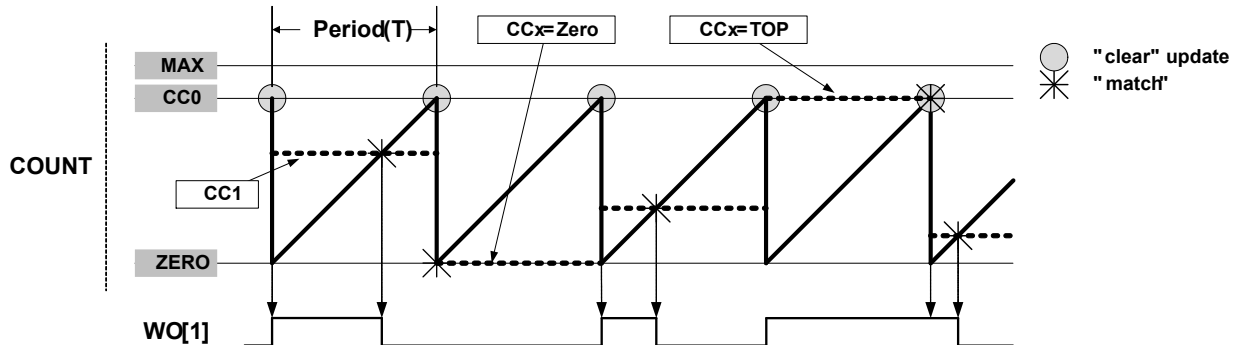 Period(T)
CCx=Zero
CCx=TOP
"clear" update
"match"
MAX
CC0
COUNT
CC1
ZERO
WO[1]